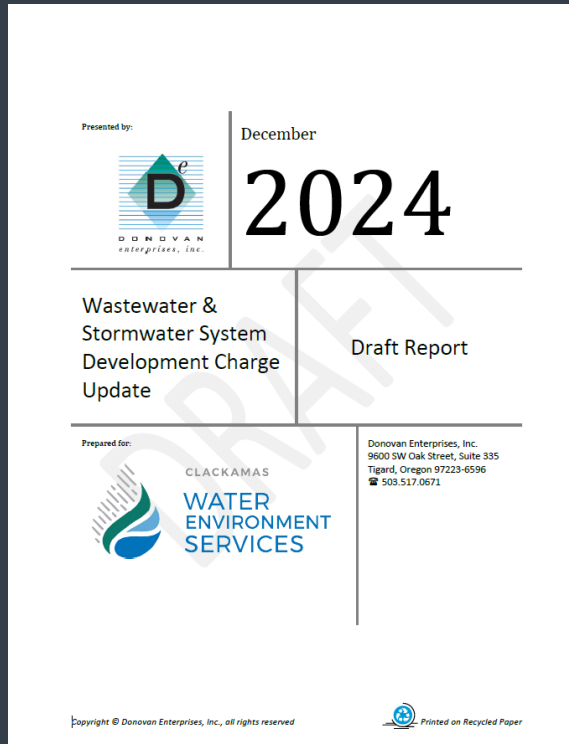 Presented by:
De
DONOVAN
enterprises, inc.
December
2024
Wastewater &
Stormwater System
Development Charge
Update
Draft Report
DRAFT
Prepared for:
CLACKAMAS
WATER
ENVIRONMENT
SERVICES
Donovan Enterprises, Inc.
9600 SW Oak Street, Suite 335
Tigard, Oregon 97223-6596
☎ 503.517.0671
Copyright © Donovan Enterprises, Inc., all rights reserved
Printed on Recycled Paper